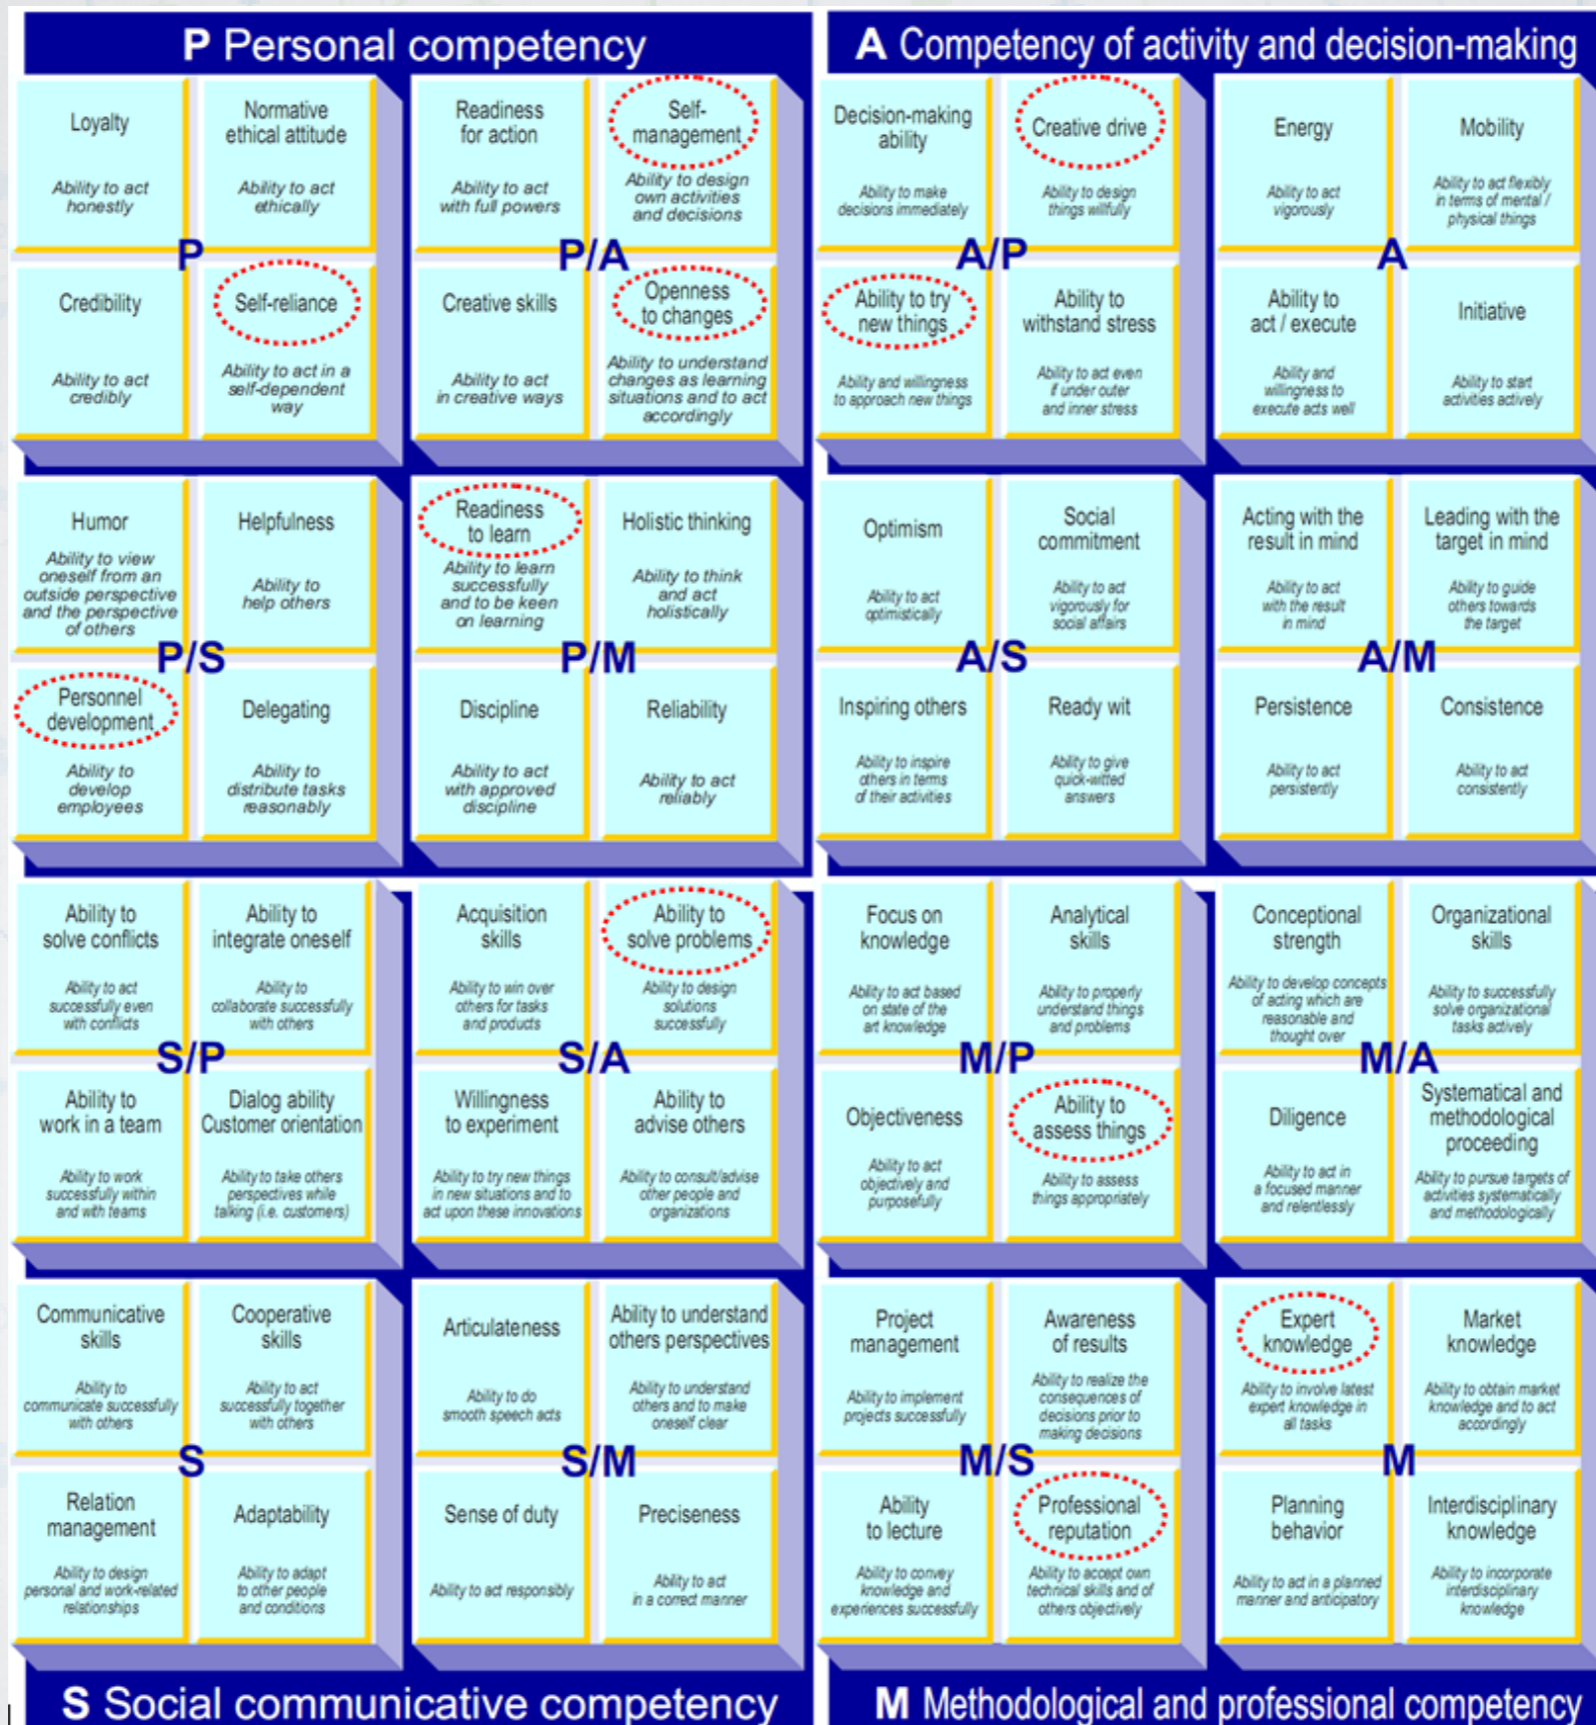 P Personal competency
Loyalty
Ability to act
honestly
Normative
ethical attitude
Ability to act
ethically
P
Credibility
Ability to act
credibly
Self-reliance
Ability to act in a
self-dependent
way
Readiness
for action
Ability to act
with full powers
Self-
management
Ability to design
own activities
and decisions
P/A
Creative skills
Ability to act
in creative ways
Openness
to changes
Ability to understand
changes as learning
situations and to act
accordingly
Humor
Ability to view
oneself from an
outside perspective
and the perspective
of others
Helpfulness
Ability to
help others
P/S
Personnel
development
Ability to
develop
employees
Delegating
Ability to
distribute tasks
reasonably
Readiness
to learn
Ability to learn
successfully
and to be keen
on learning
Holistic thinking
Ability to think
and act
holistically
P/M
Discipline
Ability to act
with approved
discipline
Reliability
Ability to act
reliably
A Competency of activity and decision-making
Decision-making
ability
Ability to make
decisions immediately
Creative drive
Ability to design
things willfully
A/P
Ability to try
new things
Ability and willingness
to approach new things
Ability to
withstand stress
Ability to act even
if under outer
and inner stress
Energy
Ability to act
vigorously
Mobility
Ability to act flexibly
in terms of mental /
physical things
A
Ability to
act / execute
Ability and
willingness to
execute acts well
Initiative
Ability to start
activities actively
Optimism
Ability to act
optimistically
Social
commitment
Ability to act
vigorously for
social affairs
A/S
Inspiring others
Ability to inspire
others in terms
of their activities
Ready wit
Ability to give
quick-witted
answers
Acting with the
result in mind
Ability to act
with the result
in mind
Leading with the
target in mind
Ability to guide
others towards
the target
A/M
Persistence
Ability to act
persistently
Consistence
Ability to act
consistently
Ability to
solve conflicts
Ability to act
successfully even
with conflicts
Ability to
integrate oneself
Ability to
collaborate successfully
with others
S/P
Ability to
work in a team
Ability to work
successfully within
and with teams
Dialog ability
Customer orientation
Ability to take others
perspectives while
talking (i.e. customers)
Acquisition
skills
Ability to win over
others for tasks
and products
Ability to
solve problems
Ability to design
solutions
successfully
S/A
Willingness
to experiment
Ability to try new things
in new situations and to
act upon these innovations
Ability to
advise others
Ability to consult/advise
other people and
organizations
Communicative
skills
Ability to
communicate successfully
with others
Cooperative
skills
Ability to act
successfully together
with others
S
Relation
management
Ability to design
personal and work-related
relationships
Adaptability
Ability to adapt
to other people
and conditions
Articulateness
Ability to do
smooth speech acts
Ability to understand
others perspectives
Ability to understand
others and to make
oneself clear
S/M
Sense of duty
Ability to act responsibly
Preciseness
Ability to act
in a correct manner
S Social communicative competency
Focus on
knowledge
Ability to act based
on state of the
art knowledge
Analytical
skills
Ability to properly
understand things
and problems
M/P
Objectiveness
Ability to act
objectively and
purposefully
Ability to
assess things
Ability to assess
things appropriately
Conceptional
strength
Ability to develop concepts
of acting which are
reasonable and
thought over
Organizational
skills
Ability to successfully
solve organizational
tasks actively
M/A
Diligence
Ability to act in
a focused manner
and relentlessly
Systematical and
methodological
proceeding
Ability to pursue targets of
activities systematically
and methodologically
Project
management
Ability to implement
projects successfully
Awareness
of results
Ability to realize the
consequences of
decisions prior to
making decisions
M/S
Ability
to lecture
Ability to convey
knowledge and
experiences successfully
Professional
reputation
Ability to accept own
technical skills and of
others objectively
Expert
knowledge
Ability to involve latest
expert knowledge in
all tasks
Market
knowledge
Ability to obtain market
knowledge and to act
accordingly
M
Planning
behavior
Ability to act in a planned
manner and anticipatory
Interdisciplinary
knowledge
Ability to incorporate
interdisciplinary
knowledge
M Methodological and professional competency